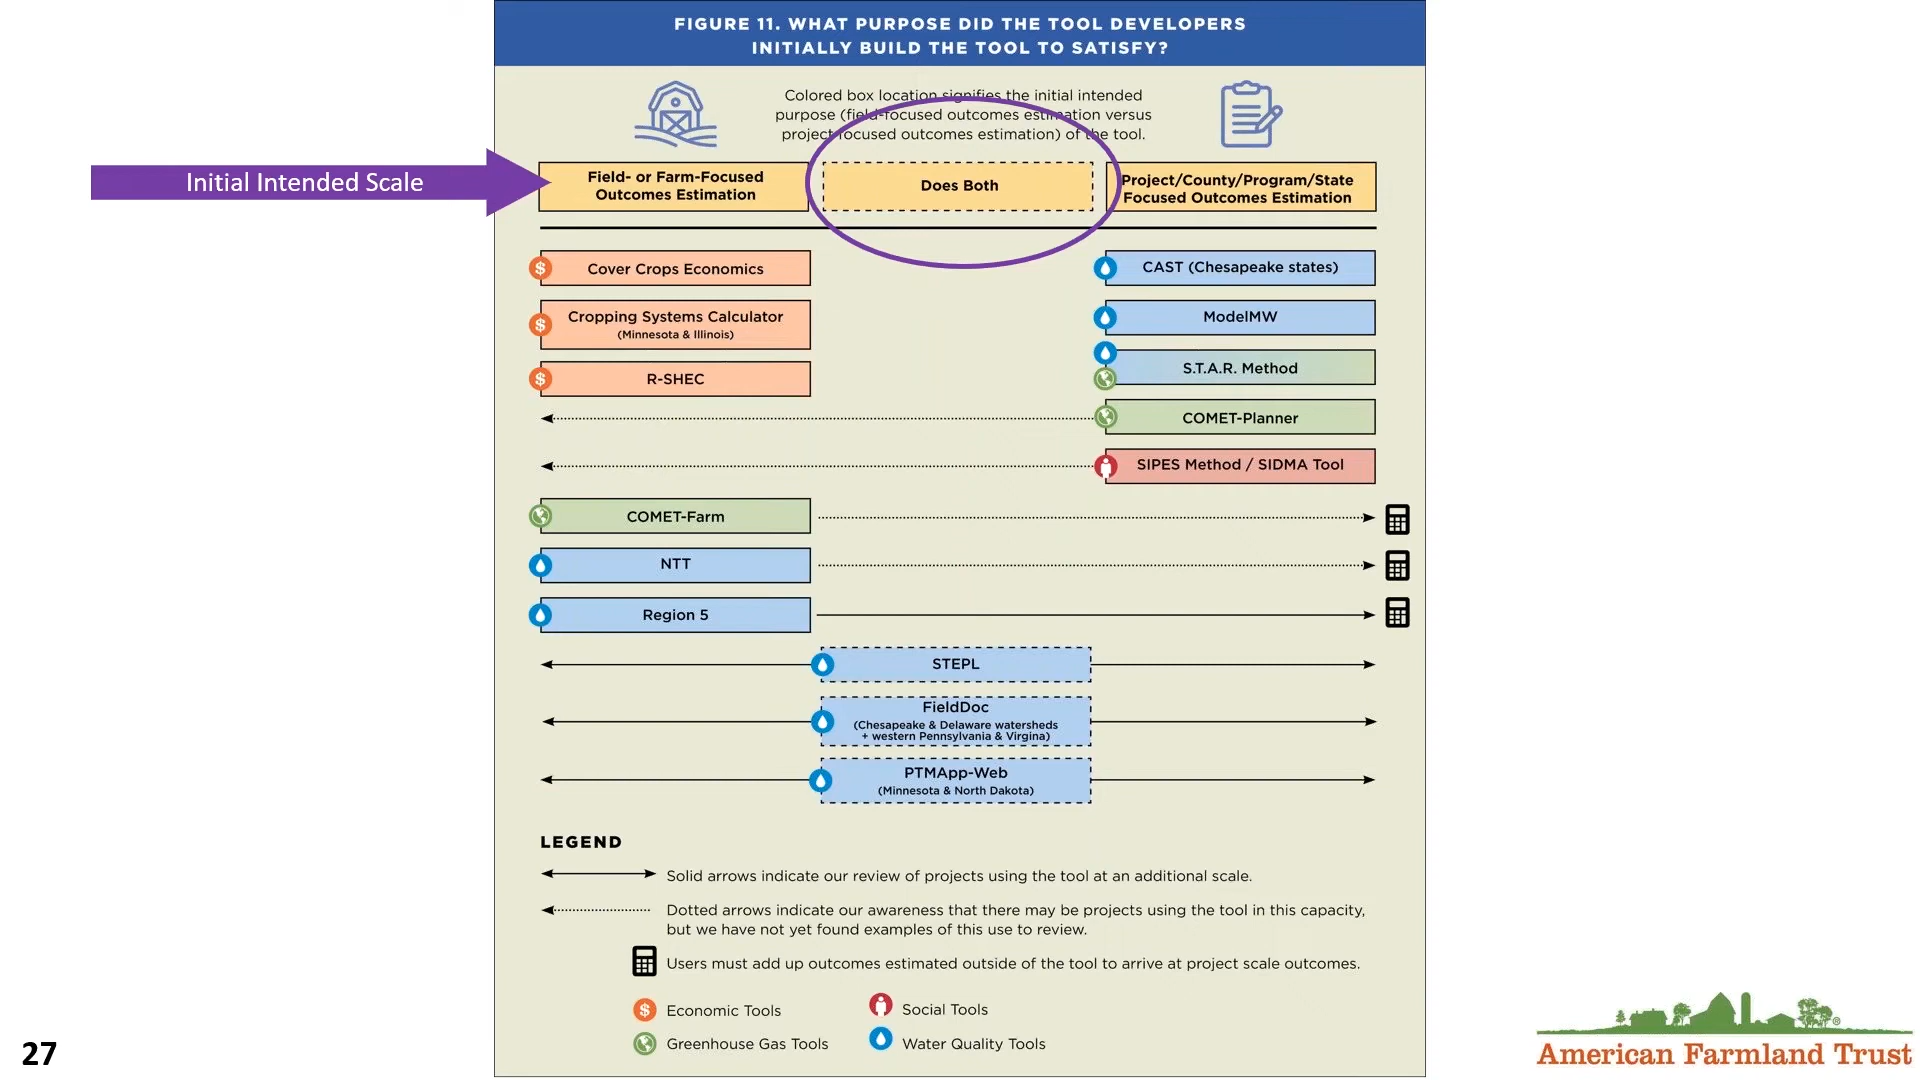 FIGURE 11. WHAT PURPOSE DID THE TOOL DEVELOPERS
INITIALLY BUILD THE TOOL TO SATISFY?
Colored box location signifies the initial intended
purpose (field-focused outcomes estimation versus
project-focused outcomes estimation) of the tool.
Initial Intended Scale
Field- or Farm-Focused
Outcomes Estimation
Does Both
Project/County/Program/State
Focused Outcomes Estimation
Cover Crops Economics
CAST (Chesapeake states)
Cropping Systems Calculator
(Minnesota & Illinois)
ModelMW
R-SHEC
S.T.A.R. Method
COMET-Planner
SIPES Method / SIDMA Tool
COMET-Farm
NTT
Region 5
STEPL
FieldDoc
(Chesapeake & Delaware watersheds
+ western Pennsylvania & Virgina)
PTMApp-Web
(Minnesota & North Dakota)
LEGEND
Solid arrows indicate our review of projects using the tool at an additional scale.
Dotted arrows indicate our awareness that there may be projects using the tool in this capacity,
but we have not yet found examples of this use to review.
Users must add up outcomes estimated outside of the tool to arrive at project scale outcomes.
$ Economic Tools
Social Tools
Greenhouse Gas Tools
Water Quality Tools
27
American Farmland Trust